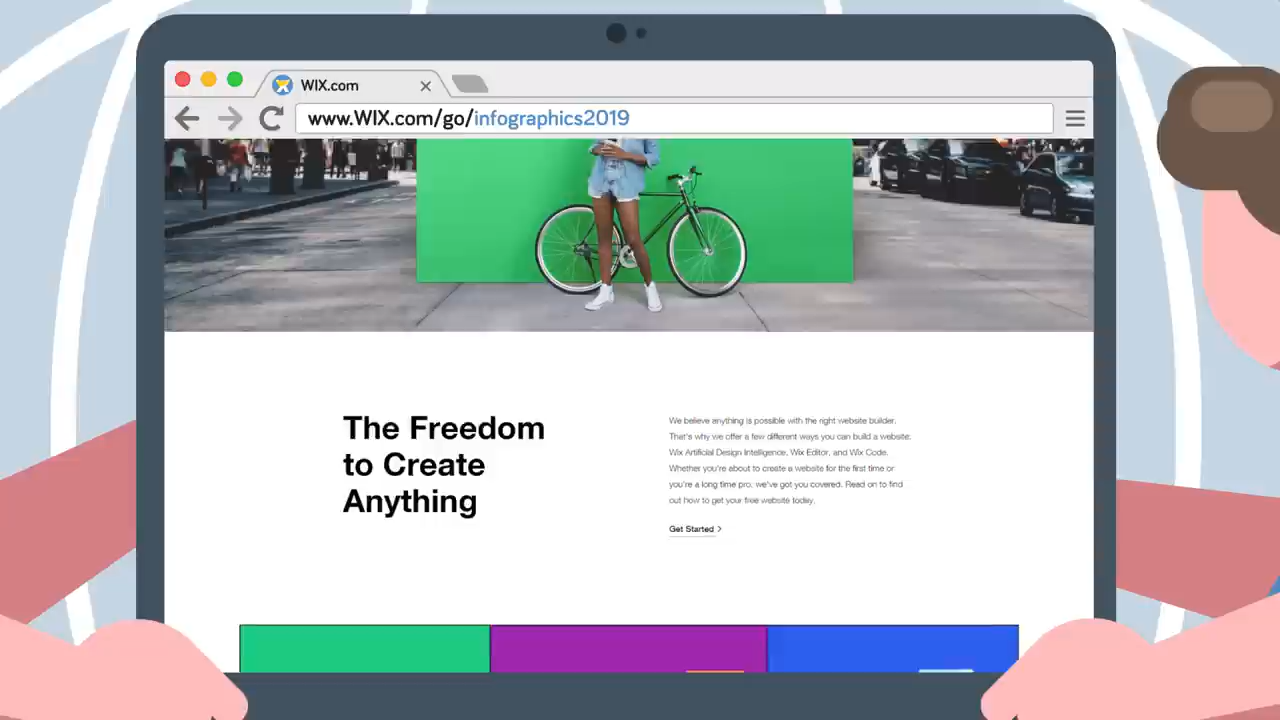 WIX.com
www.WIX.com/go/infographics2019
The Freedom
to Create
Anything
We believe anything is possible with the right website builder.
That's why we offer a few different ways you can build a website.
Wix Artificial Design Intelligence, Wix Editor, and Wix Code.
Whether you're about to create a website for the first time or
you're a long time pro, we've got you covered. Read on to find
out how to get your free website today.
Get Started >